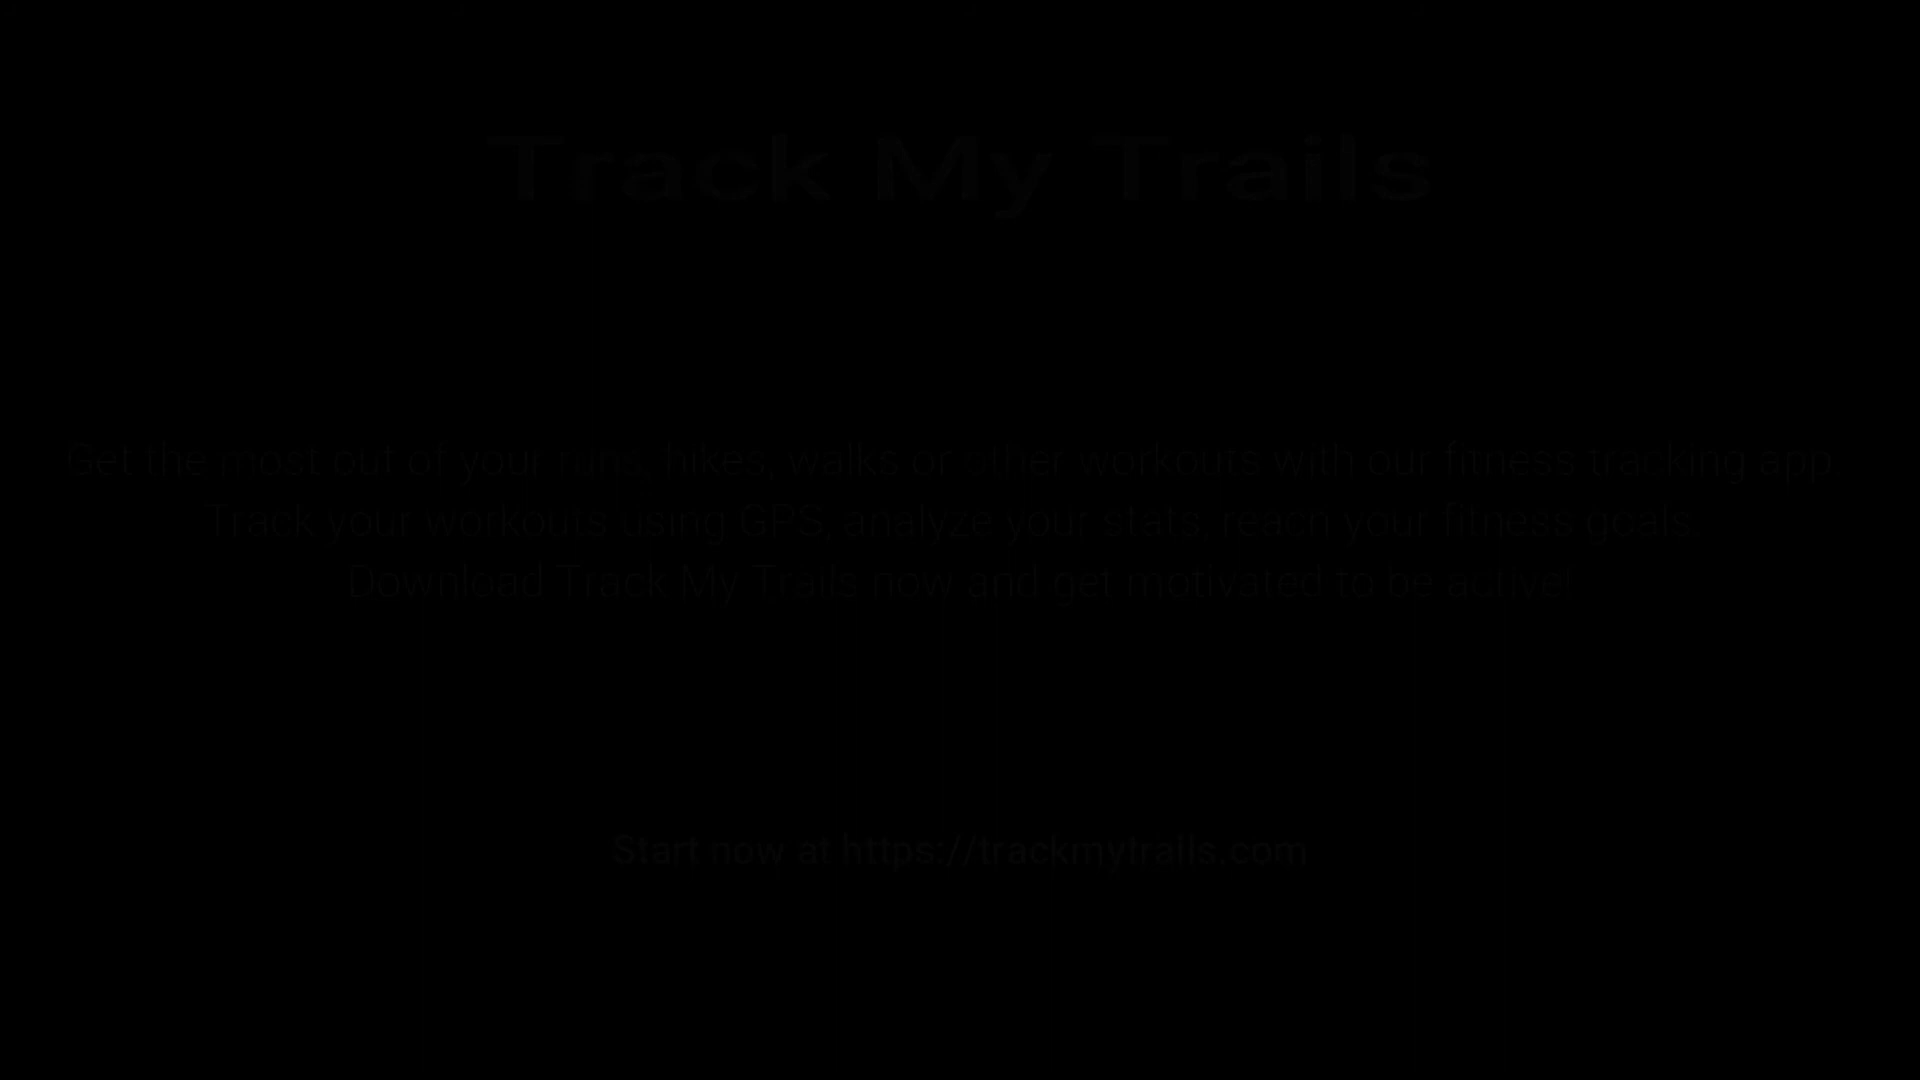 Track My Trails
Get the most out of your runs, hikes, walks or other workouts with our fitness tracking app.
Track your workouts using GPS, analyze your stats, reach your fitness goals.
Download Track My Trails now and get motivated to be active!
Start now at https://trackmytrails.com